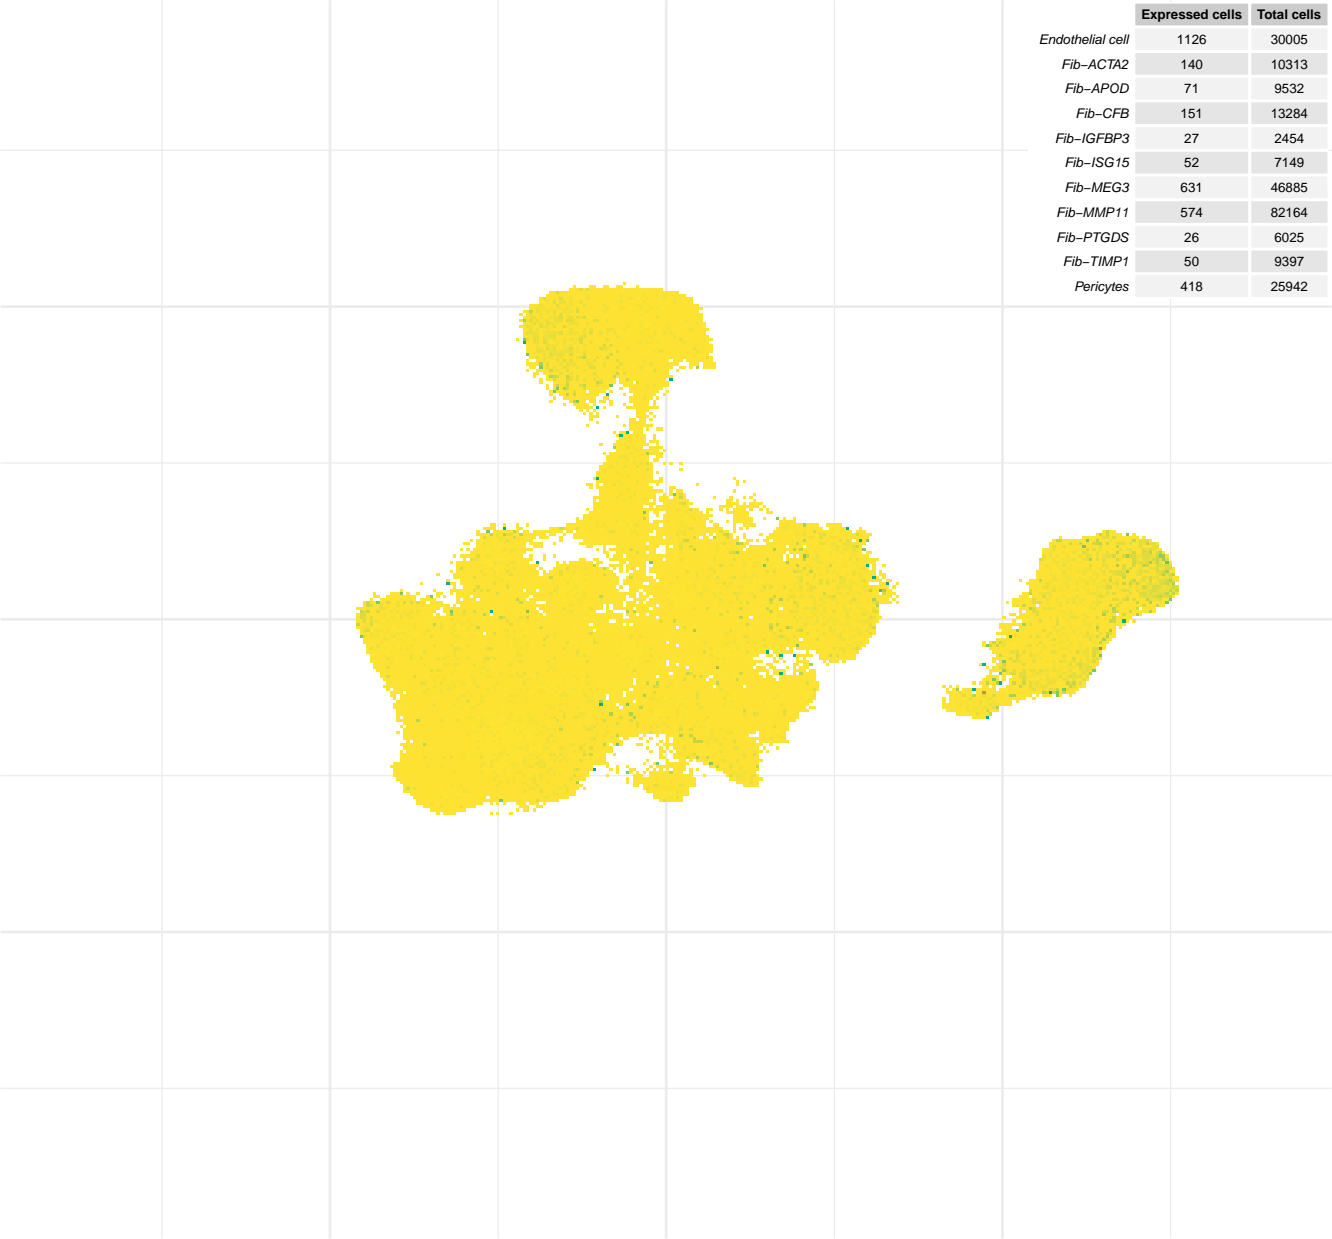 Expressed cells Total cells
Endothelial cell 1126 30005
Fib−ACTA2 140 10313
Fib−APOD 71 9532
Fib−CFB 151 13284
Fib−IGFBP3 27 2454
Fib−ISG15 52 7149
Fib−MEG3 631 46885
Fib−MMP11 574 82164
Fib−PTGDS 26 6025
Fib−TIMP1 50 9397
Pericytes 418 25942